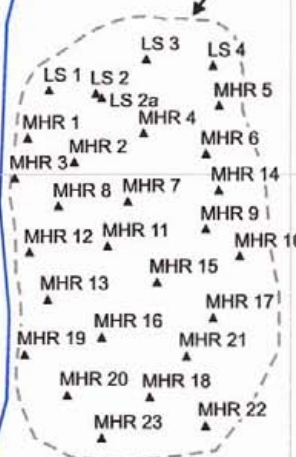 LS 3
LS 4
LS 1
LS 2
LS 2a
MHR 5
MHR 1
MHR 4
MHR 2
MHR 6
MHR 3
MHR 14
MHR 8
MHR 7
MHR 9
MHR 12
MHR 11
MHR 10
MHR 15
MHR 13
MHR 17
MHR 16
MHR 19
MHR 21
MHR 20
MHR 18
MHR 22
MHR 23